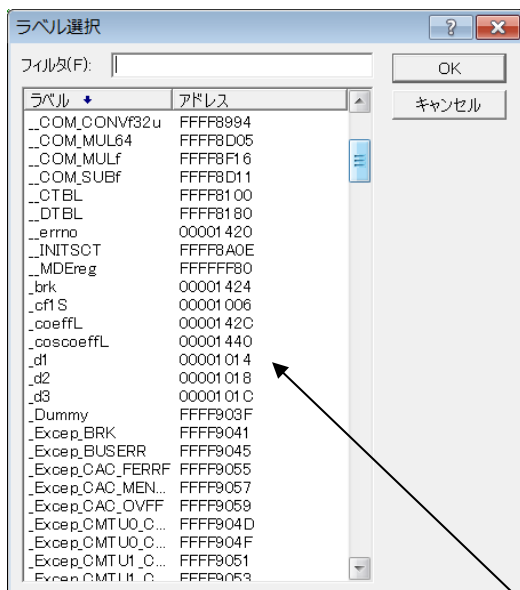 ラベル選択
フィルタ(F):
OK
キャンセル
ラベル アドレス
__COM_CONVf32u FFFF8994
__COM_MUL64 FFFF8D05
__COM_MULf FFFF8F16
__COM_SUBf FFFF8D11
__CTBL FFFF8100
__DTBL FFFF8180
__errno 00001420
__INITSCT FFFF8A0E
__MDEreg FFFFFF80
_brk 00001424
_cf1S 00001006
_coeffL 0000142C
_coscoeffL 00001440
_d1 00001014
_d2 00001018
_d3 0000101C
_Dummy FFFF903F
_Excep_BRK FFFF9041
_Excep_BUSERR FFFF9045
_Excep_CAC_FERRF FFFF9055
_Excep_CAC_MEN... FFFF9057
_Excep_CAC_OVFF FFFF9059
_Excep_CMTU0_C... FFFF904D
_Excep_CMTU0_C... FFFF904F
_Excep_CMTU1_C... FFFF9051
_Excep_CMTU1_C... FFFF9053